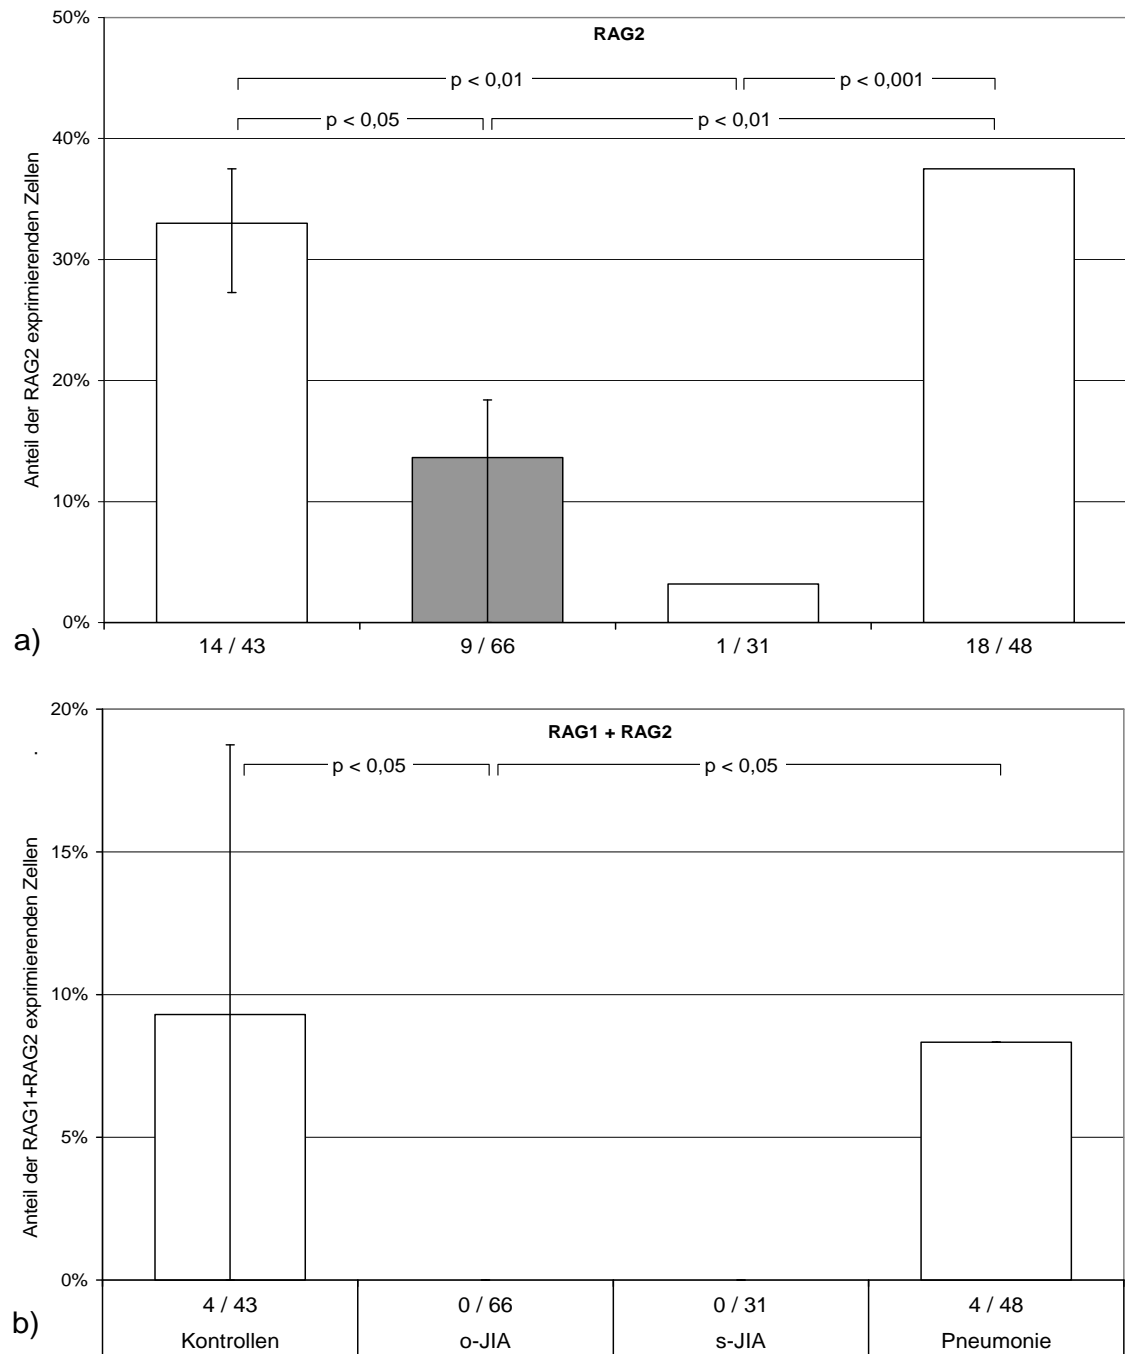 50%
RAG2
p < 0,01
p < 0,001
p < 0,05
p < 0,01
40%
30%
20%
10%
0%
Anteil der RAG2 exprimierenden Zellen
a)
14 / 43
9 / 66
1 / 31
18 / 48
20%
RAG1 + RAG2
p < 0,05
p < 0,05
15%
10%
5%
0%
Anteil der RAG1+RAG2 exprimierenden Zellen
b)
4 / 43
0 / 66
0 / 31
4 / 48
Kontrollen
o-JIA
s-JIA
Pneumonie